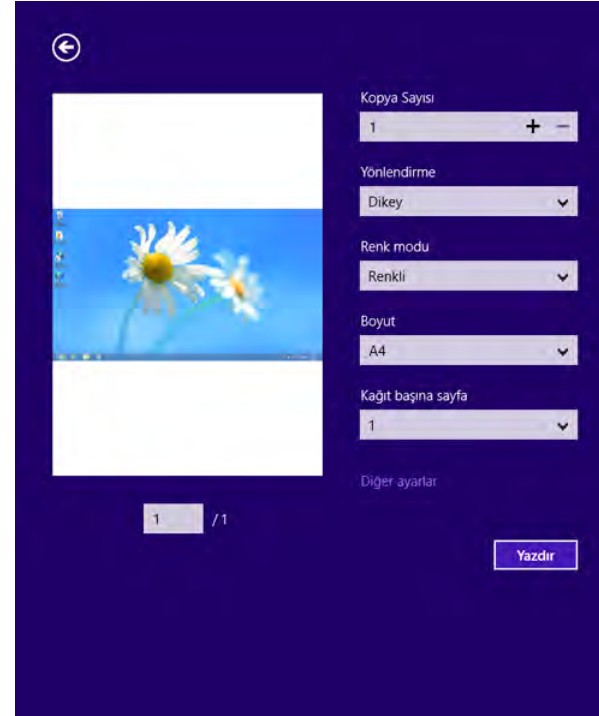 Kopya Sayısı
1
Yönlendirme
Dikey
Renk modu
Renkli
Boyut
A4
Kağıt başına sayfa
1
Diğer ayarlar
1 / 1
Yazdır